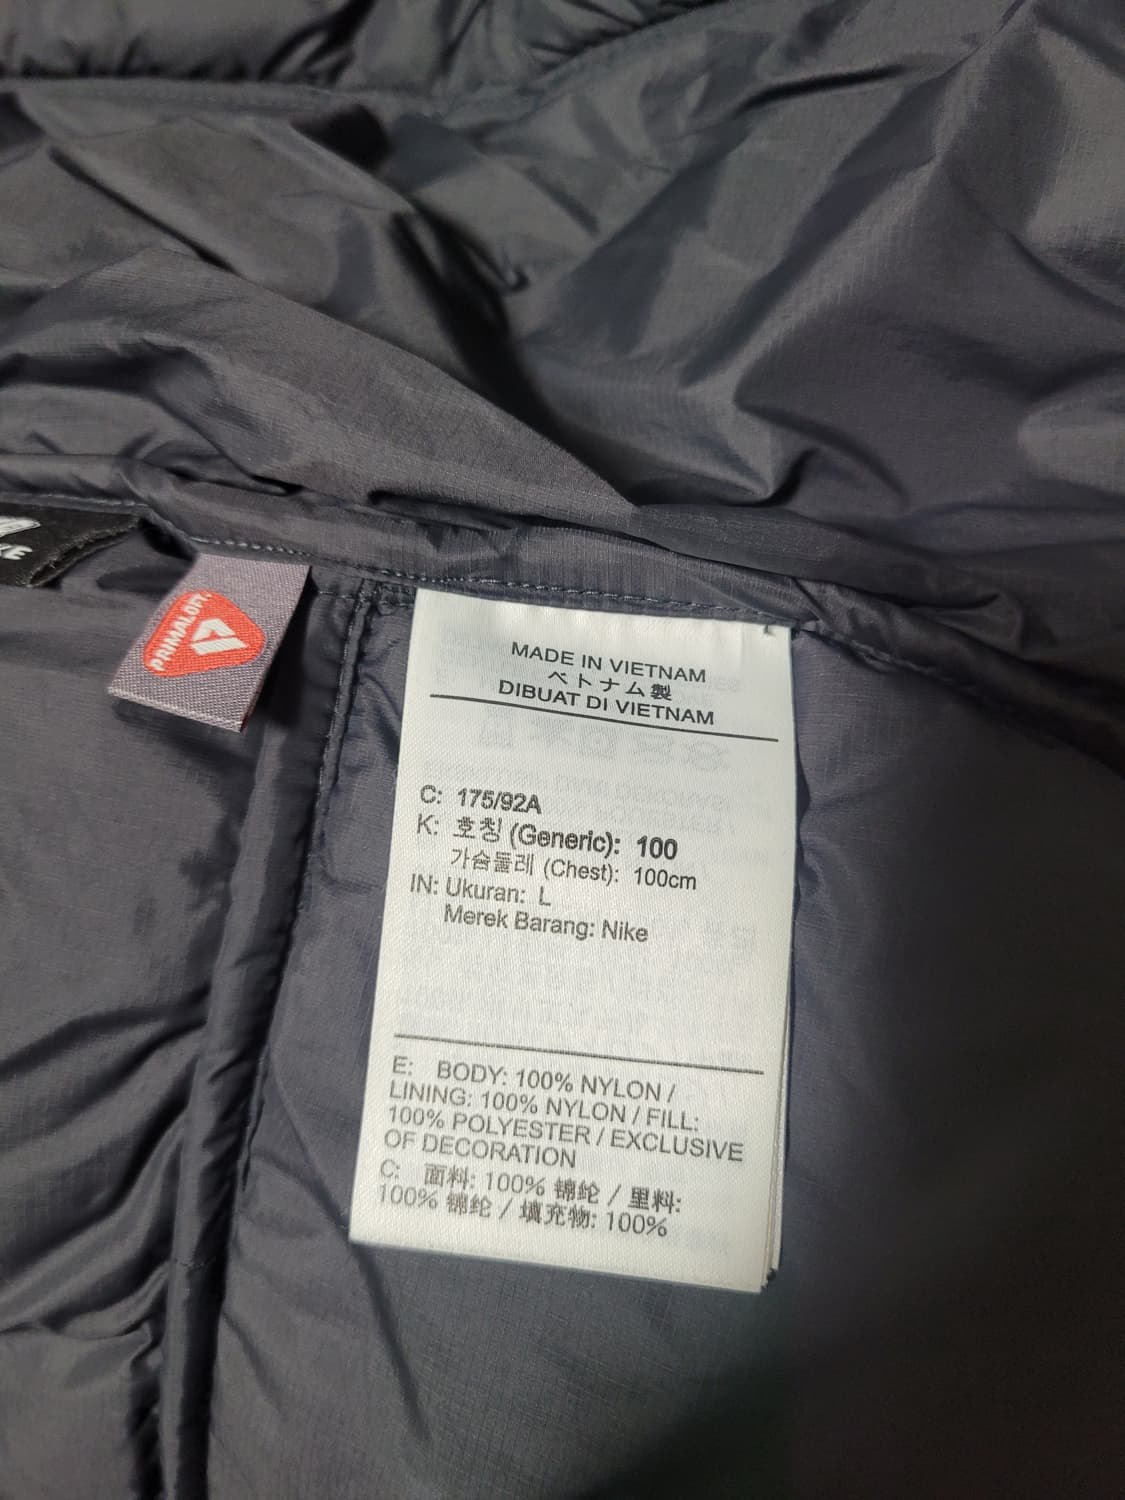 PRIMALOFT.
MADE IN VIETNAM
ベトナム製
DIBUAT DI VIETNAM
C: 175/92A
K: 호칭 (Generic): 100
가슴둘레 (Chest): 100cm
IN: Ukuran: L
Merek Barang: Nike
E: BODY: 100% NYLON /
LINING: 100% NYLON / FILL:
100% POLYESTER / EXCLUSIVE
OF DECORATION
C: 面料: 100% 锦纶 / 里料:
100% 锦纶 / 填充物: 100%